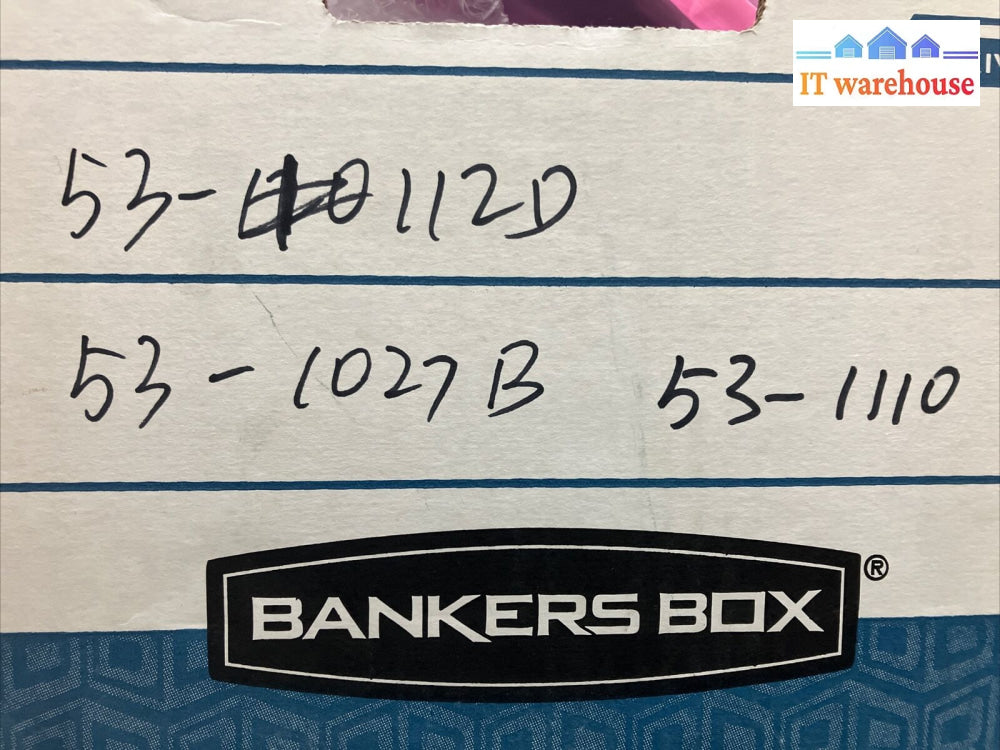 IT warehouse
53-112D
53-1027B 53-1110
BANKERS BOX®